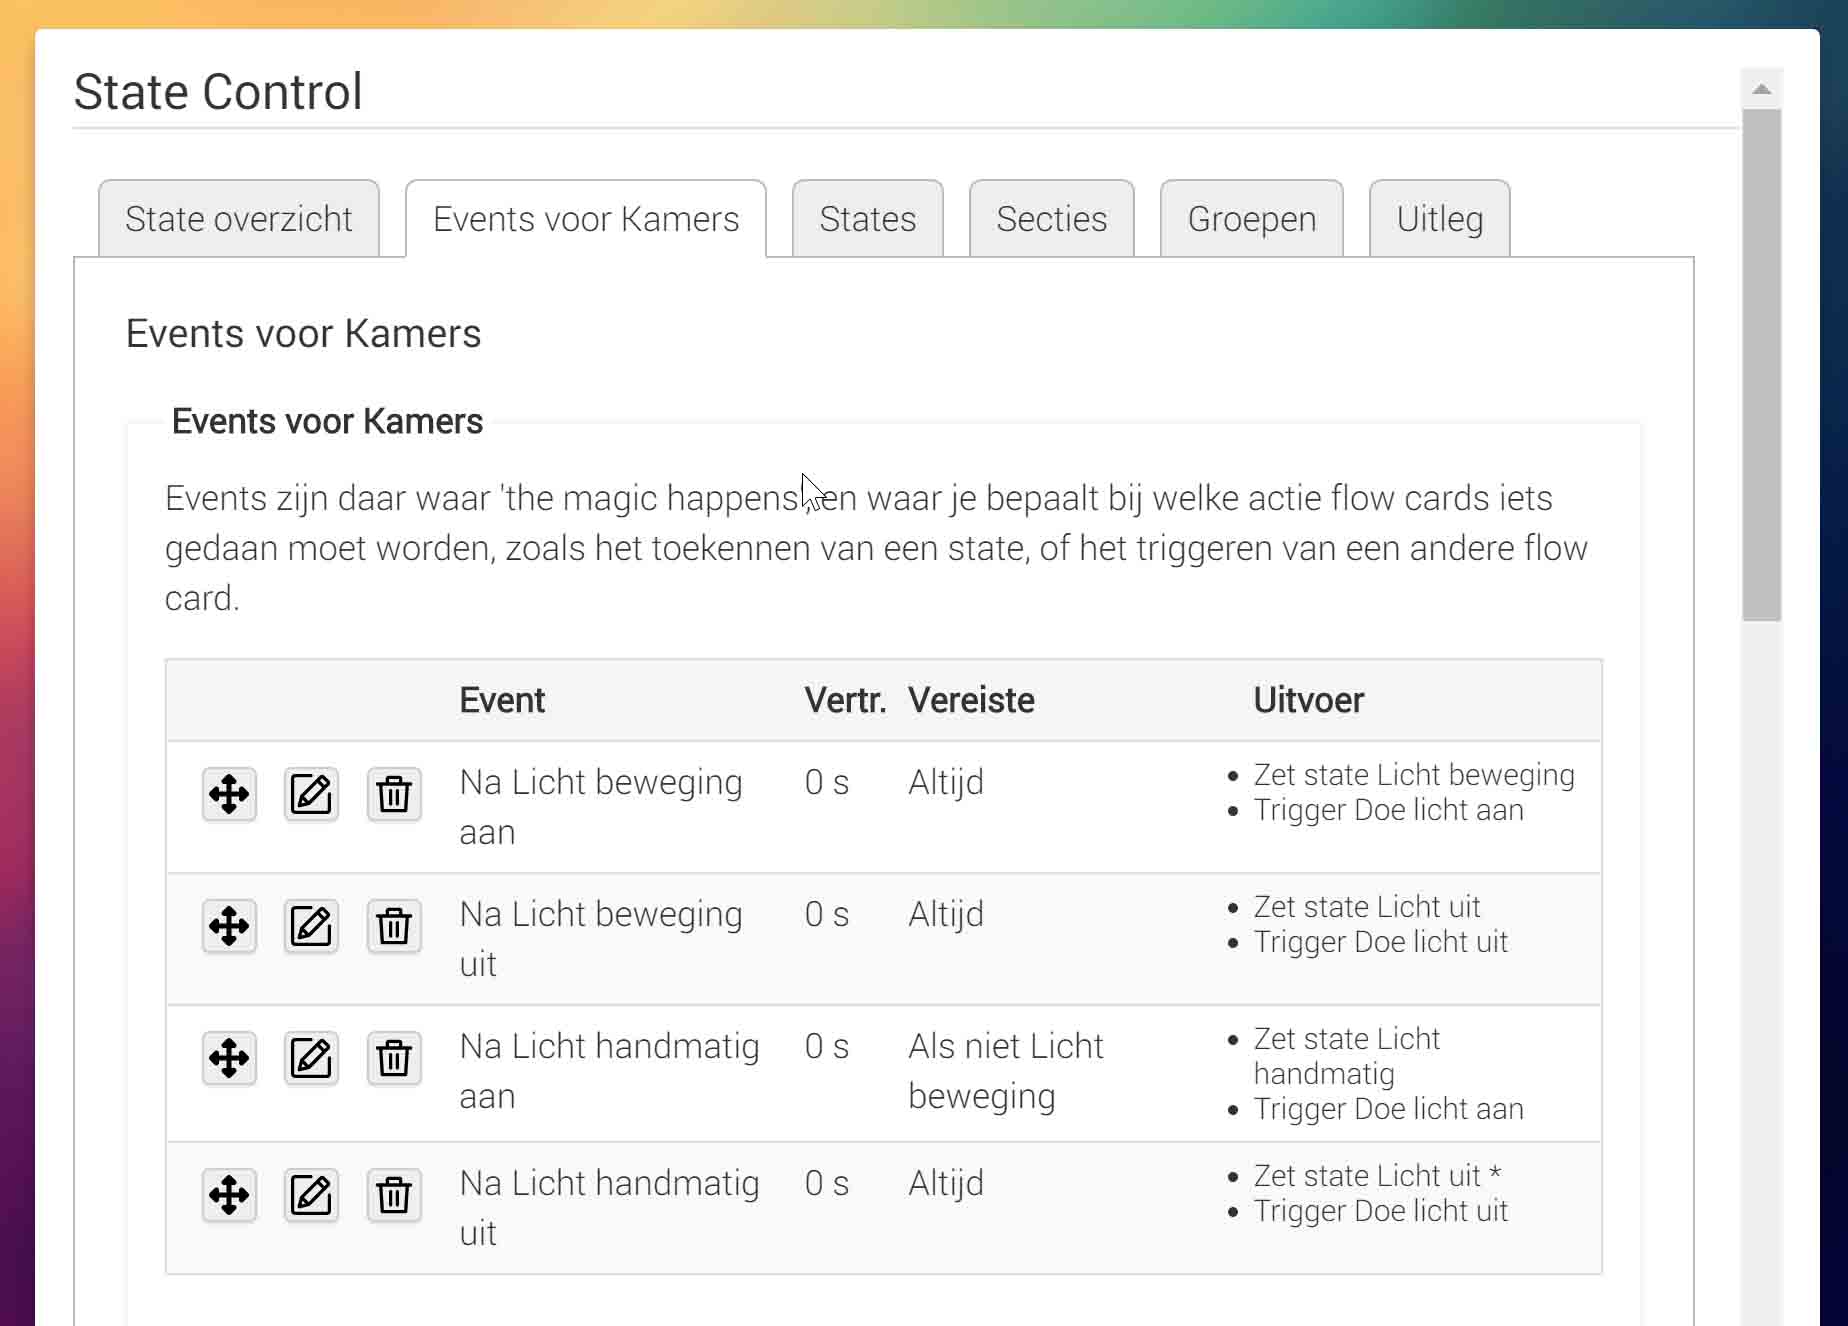 State Control
State overzicht
Events voor Kamers
States
Secties
Groepen
Uitleg
Events voor Kamers
Events voor Kamers
Events zijn daar waar 'the magic happens', en waar je bepaalt bij welke actie flow cards iets
gedaan moet worden, zoals het toekennen van een state, of het triggeren van een andere flow
card.
Event Vertr. Vereiste Uitvoer
Na Licht beweging
aan
0 s
Altijd
Zet state Licht beweging
Trigger Doe licht aan
Na Licht beweging
uit
0 s
Altijd
Zet state Licht uit
Trigger Doe licht uit
Na Licht handmatig
aan
0 s
Als niet Licht
beweging
Zet state Licht
handmatig
Trigger Doe licht aan
Na Licht handmatig
uit
0 s
Altijd
Zet state Licht uit *
Trigger Doe licht uit